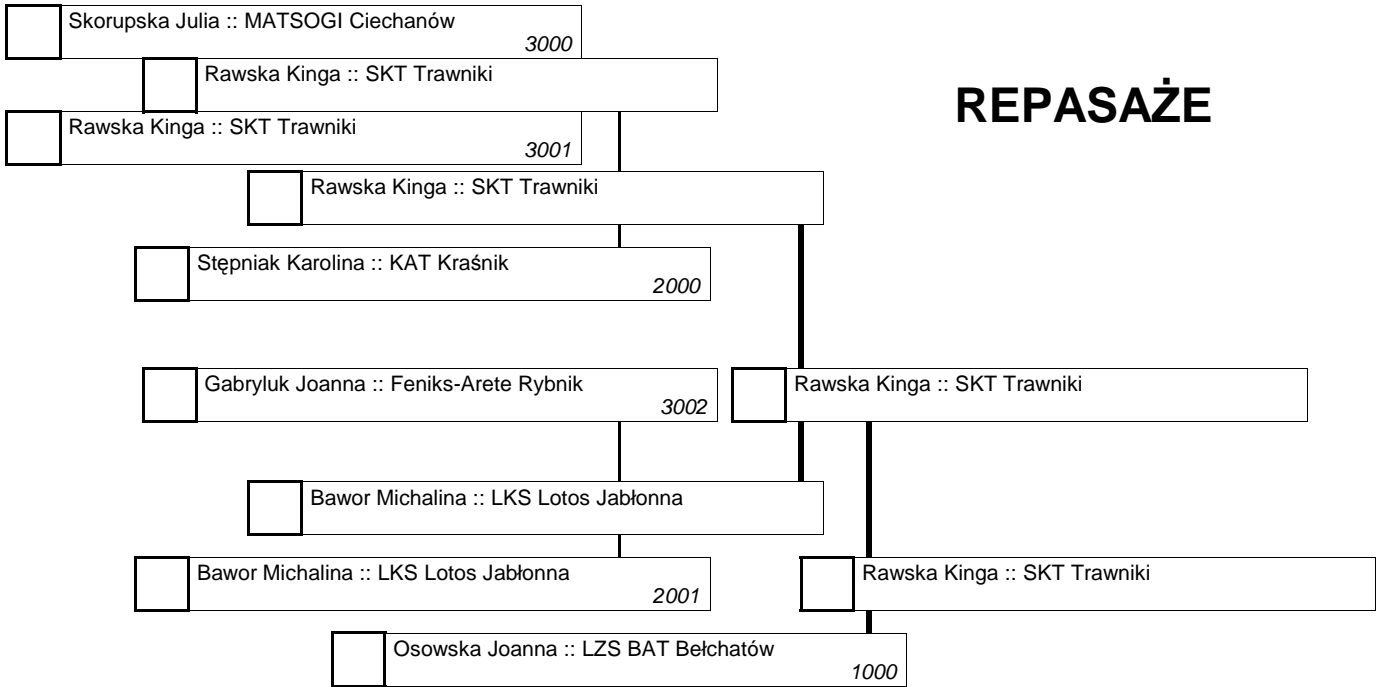 Skorupska Julia :: MATSOGI Ciechanów
3000
Rawska Kinga :: SKT Trawniki
REPASAŻE
Rawska Kinga :: SKT Trawniki
3001
Rawska Kinga :: SKT Trawniki
Stępniak Karolina :: KAT Kraśnik
2000
Gabryluk Joanna :: Feniks-Arete Rybnik
3002
Rawska Kinga :: SKT Trawniki
Bawor Michalina :: LKS Lotos Jabłonna
Bawor Michalina :: LKS Lotos Jabłonna
2001
Rawska Kinga :: SKT Trawniki
Osowska Joanna :: LZS BAT Bełchatów
1000